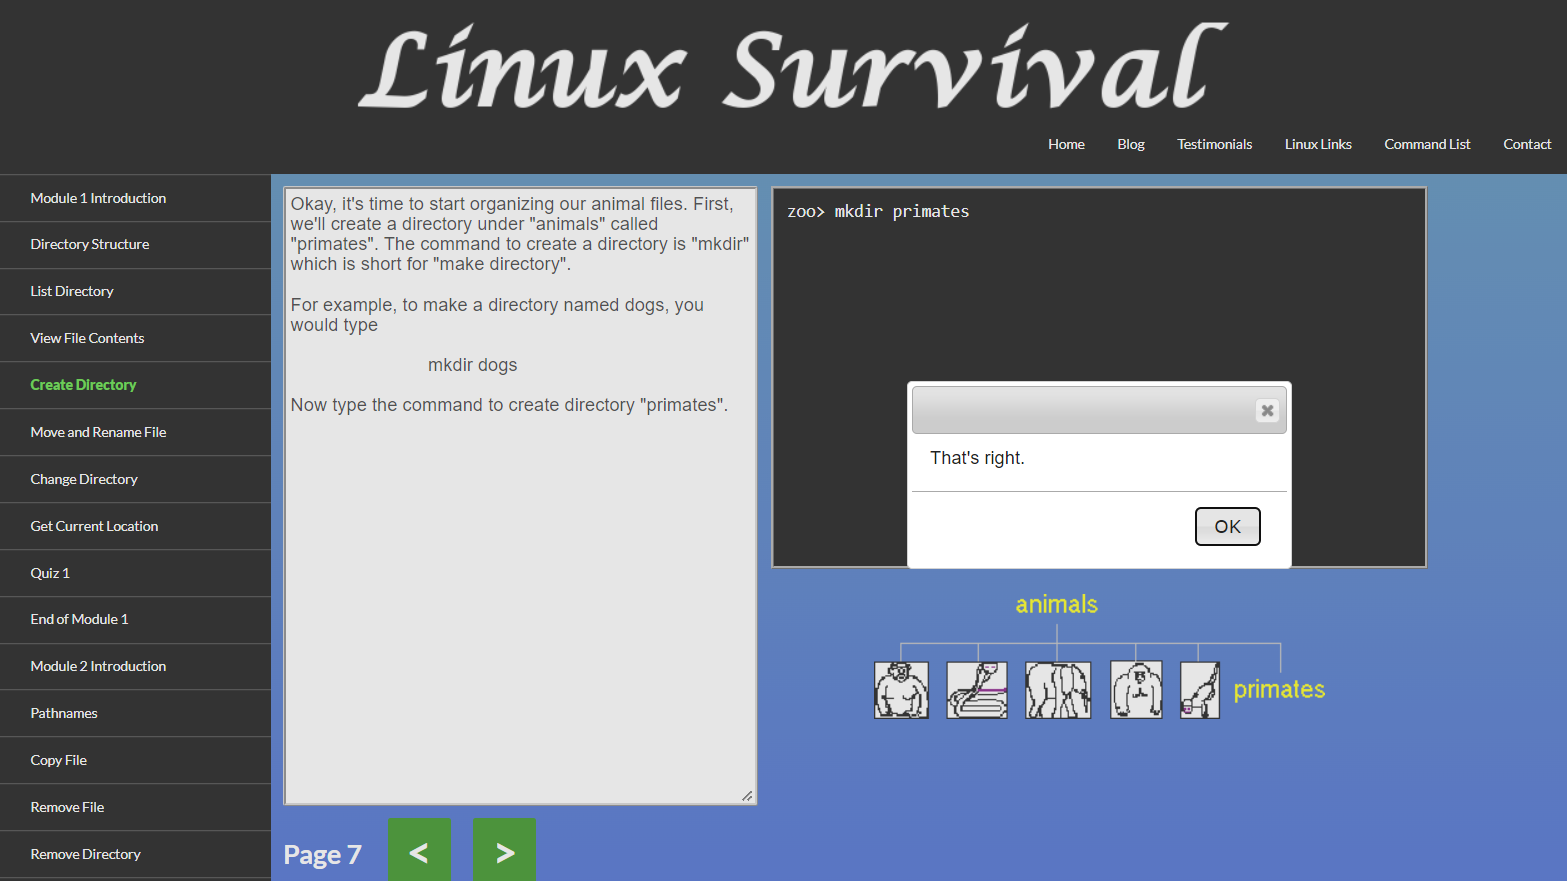 Linux Survival
Home
Blog
Testimonials
Linux Links
Command List
Contact
Module 1 Introduction
Directory Structure
List Directory
View File Contents
Create Directory
Move and Rename File
Change Directory
Get Current Location
Quiz 1
End of Module 1
Module 2 Introduction
Pathnames
Copy File
Remove File
Remove Directory
Okay, it's time to start organizing our animal files. First,
we'll create a directory under "animals" called
"primates". The command to create a directory is "mkdir"
which is short for "make directory".
For example, to make a directory named dogs, you
would type
mkdir dogs
Now type the command to create directory "primates".
Page 7
<
>
zoo> mkdir primates
That's right.
OK
animals
primates